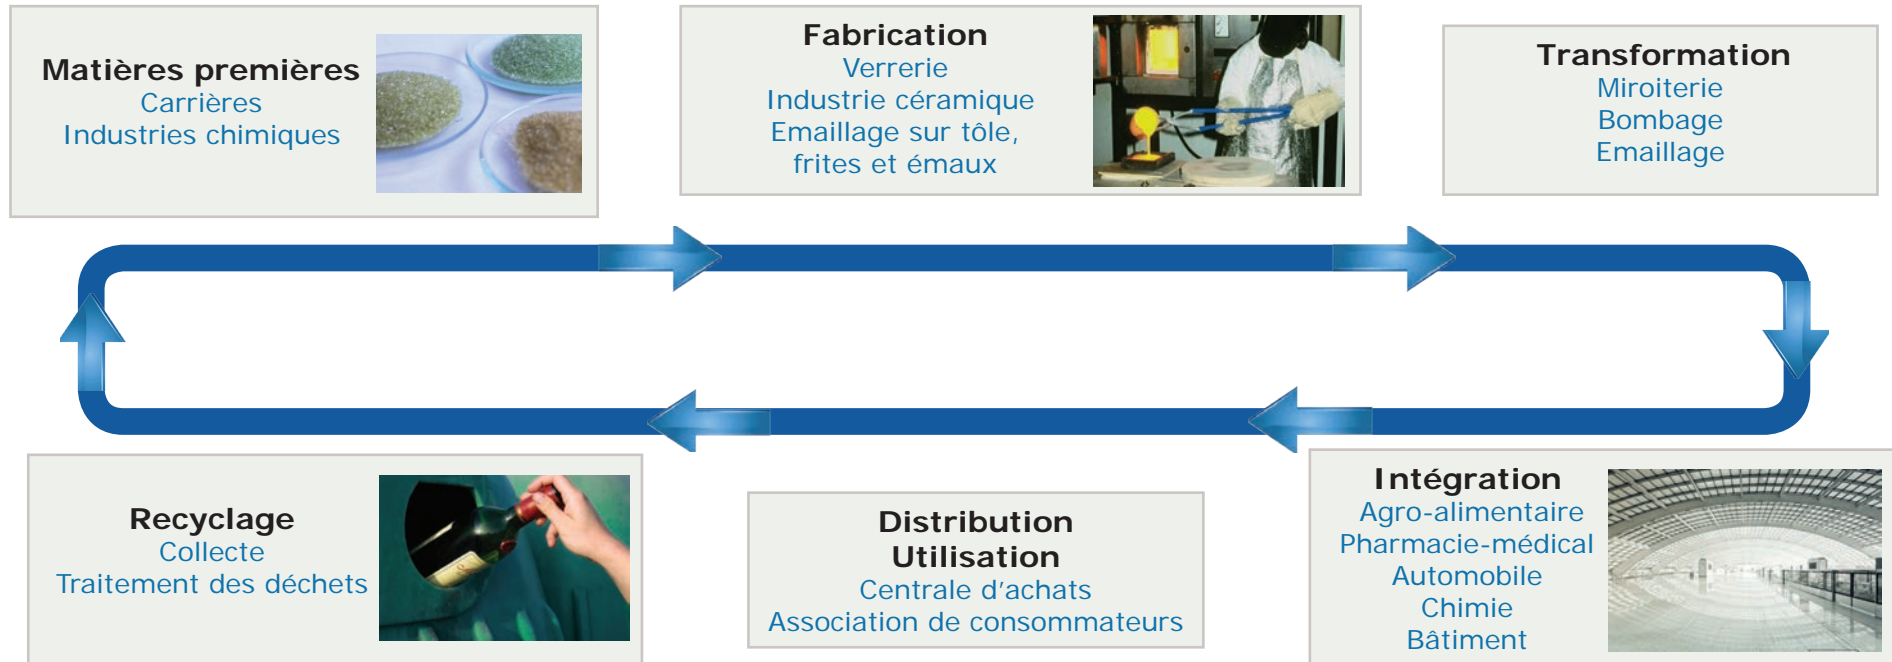 Matières premières
Carrières
Industries chimiques
Fabrication
Verrerie
Industrie céramique
Emaillage sur tôle,
frites et émaux
Transformation
Miroiterie
Bombage
Emaillage
Recyclage
Collecte
Traitement des déchets
Distribution
Utilisation
Centrale d'achats
Association de consommateurs
Intégration
Agro-alimentaire
Pharmacie-médical
Automobile
Chimie
Bâtiment